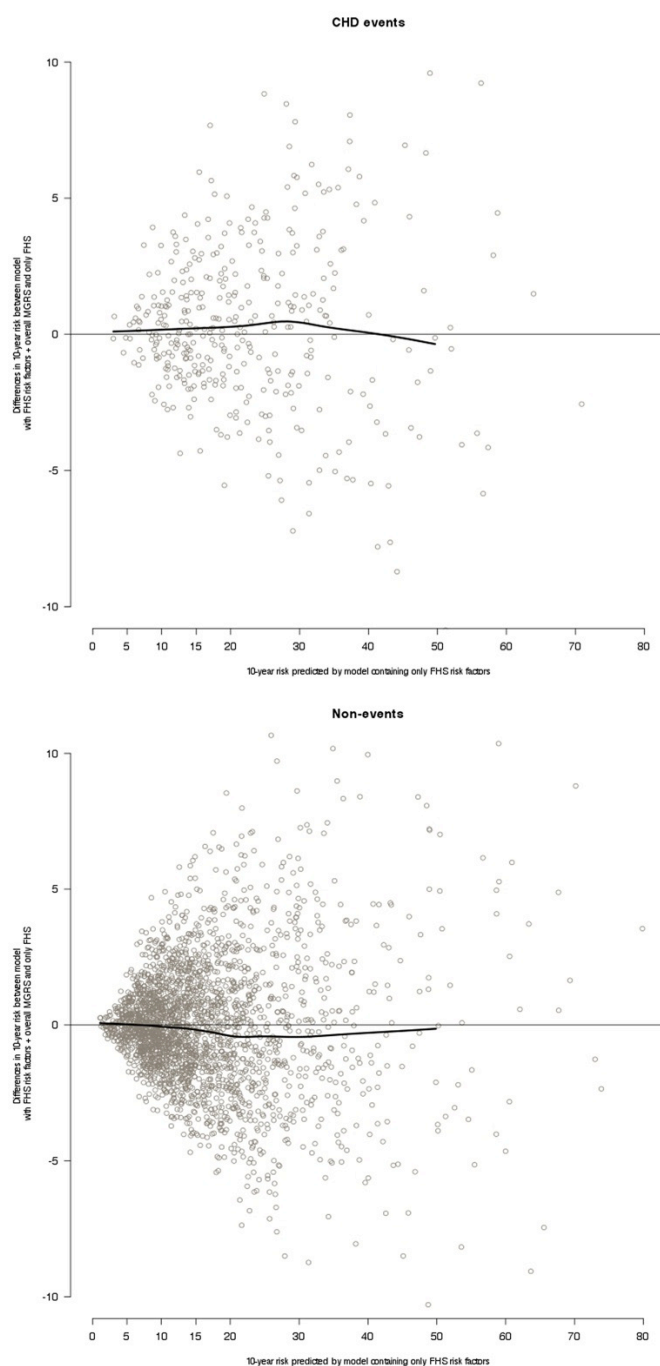 CHD events
10
5
0
-5
-10
Differences in 10-year risk between model
with FHS risk factors + overall MGRS and only FHS
0 5 10 15 20 30 40 50 60 70 80
10-year risk predicted by model containing only FHS risk factors
Non-events
10
5
0
-5
-10
Differences in 10-year risk between model
with FHS risk factors + overall MGRS and only FHS
0 5 10 15 20 30 40 50 60 70 80
10-year risk predicted by model containing only FHS risk factors